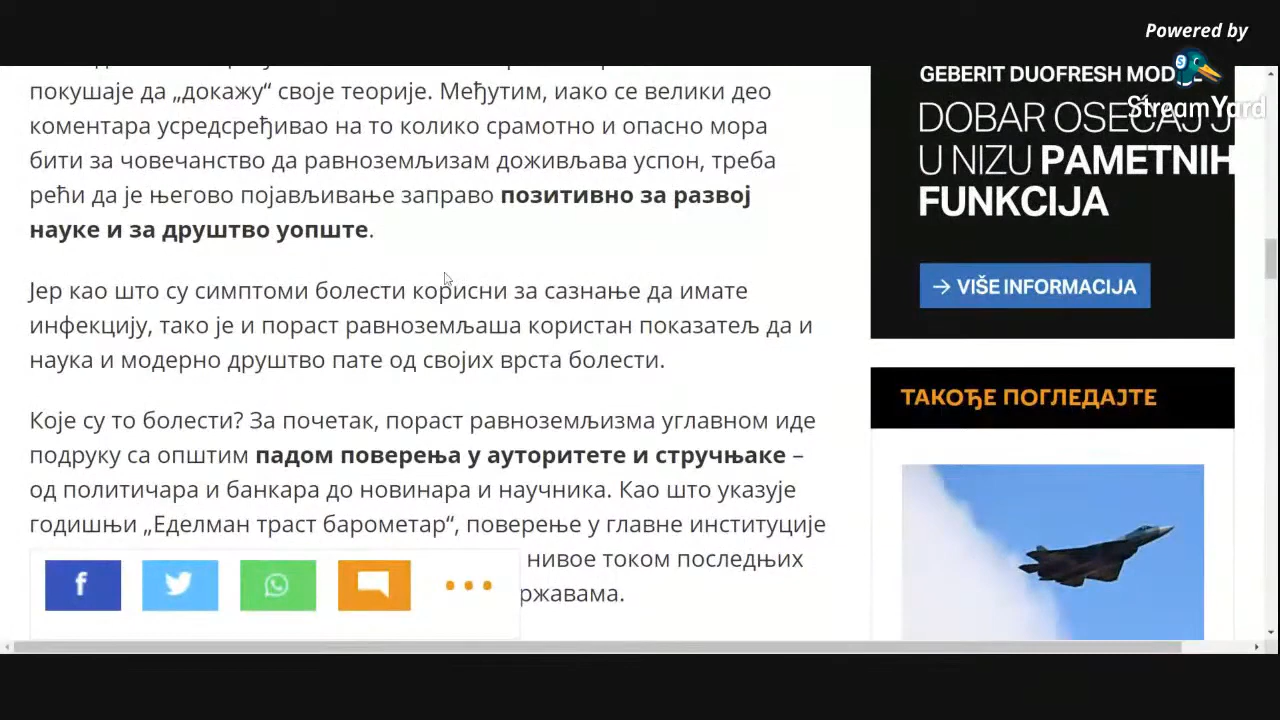 Powered by
StreamYard
покушаје да „докажу“ своје теорије. Међутим, иако се велики део
коментара усредсређивао на то колико срамотно и опасно мора
бити за човечанство да равноземљизам доживљава успон, треба
рећи да је његово појављивање заправо позитивно за развој
науке и за друштво уопште.
Јер као што су симптоми болести корисни за сазнање да имате
инфекцију, тако је и пораст равноземљаша користан показатељ да и
наука и модерно друштво пате од својих врста болести.
Које су то болести? За почетак, пораст равноземљизма углавном иде
подруку са општим падом поверења у ауторитете и стручњаке –
од политичара и банкара до новинара и научника. Као што указује
годишњи „Еделман траст барометар“, поверење у главне институције
нивое током последњих
ржавама.
GEBERIT DUOFRESH
DOBAR OSEĆAJ J
U NIZU PAMETNIH
FUNKCIJA
→ VIŠE INFORMACIJA
ТАКОЂЕ ПОГЛЕДАЈТЕ